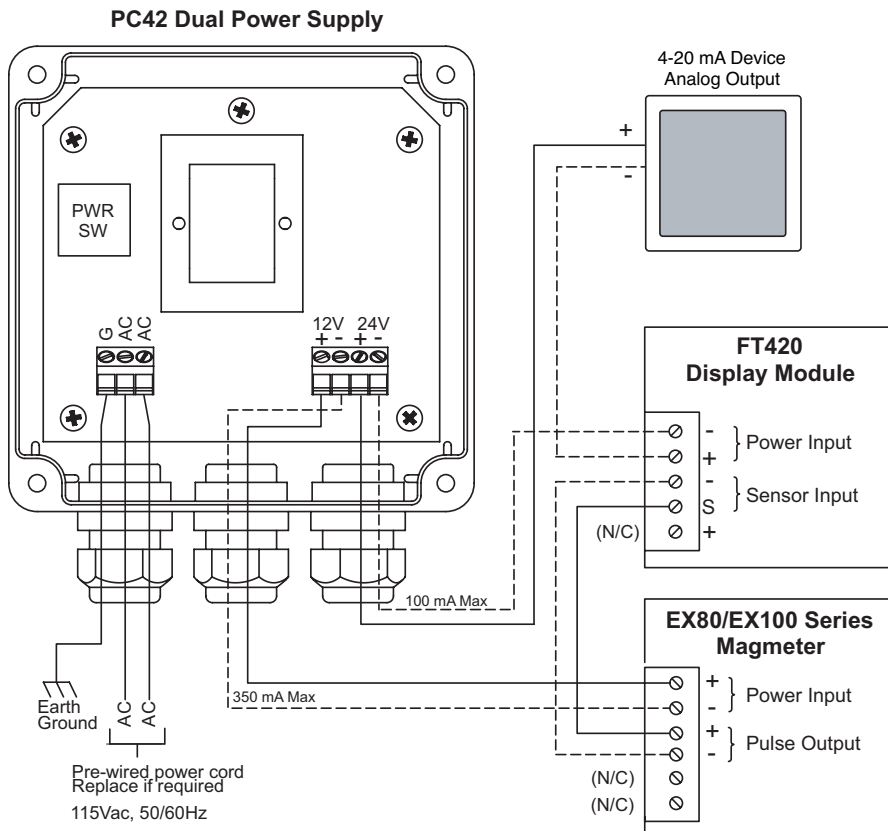 PC42 Dual Power Supply
4-20 mA Device
Analog Output
+
-
PWR
SW
G
AC
AC
12V 24V
+ - + -
FT420
Display Module
-
+
Power Input
-
S
Sensor Input
(N/C) +
100 mA Max
EX80/EX100 Series
Magmeter
+
-
Power Input
+
-
Pulse Output
(N/C)
(N/C)
350 mA Max
Earth
Ground
AC
AC
Pre-wired power cord
Replace if required
115Vac, 50/60Hz